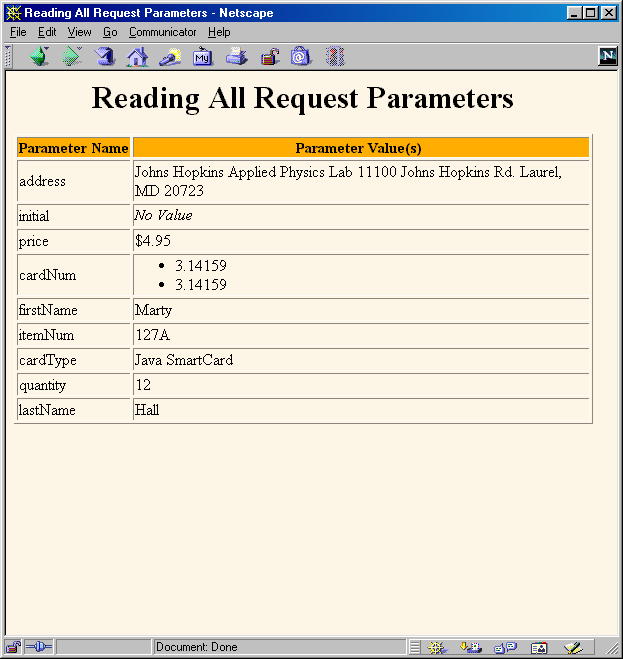 Reading All Request Parameters - Netscape
File Edit View Go Communicator Help
My
N
Reading All Request Parameters
Parameter Name Parameter Value(s)
address Johns Hopkins Applied Physics Lab 11100 Johns Hopkins Rd. Laurel,
MD 20723
initial No Value
price $4.95
cardNum
• 3.14159
• 3.14159
firstName Marty
itemNum 127A
cardType Java SmartCard
quantity 12
lastName Hall
Document: Done